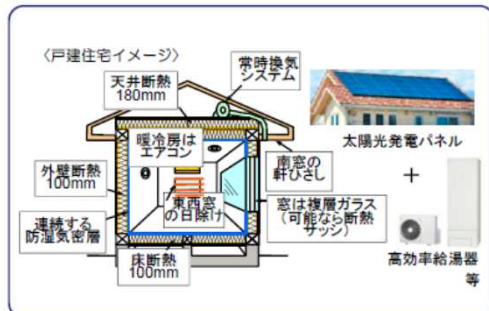 〈戸建住宅イメージ〉
常時換気
システム
天井断熱
180mm
暖冷房は
エアコン
太陽光発電パネル
外壁断熱
100mm
南窓の
軒ひさし
＋
東西窓
の日除け
窓は複層ガラス
（可能なら断熱
サッシ）
連続する
防湿気密層
床断熱
100mm
高効率給湯器
等